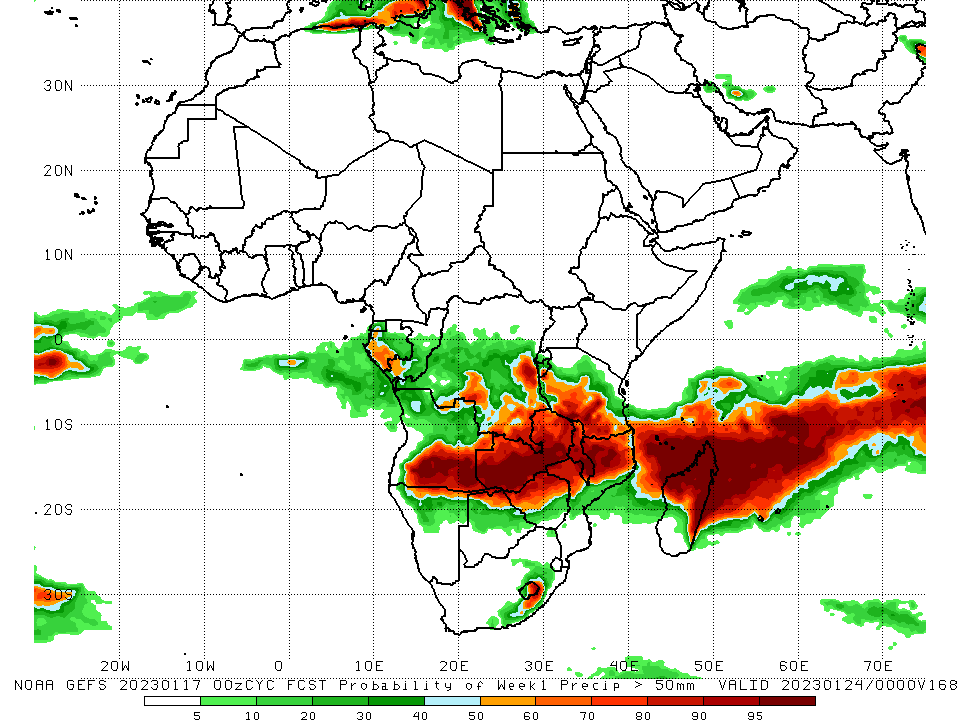 30N
20N
10N
0
10S
20S
30S
20W 10W 0 10E 20E 30E 40E 50E 60E 70E
NOAA GEFS 20230117 00zCYC FCST Probability of Week1 Precip > 50mm VALID 20230124/0000V168
5 10 20 30 40 50 60 70 80 90 95